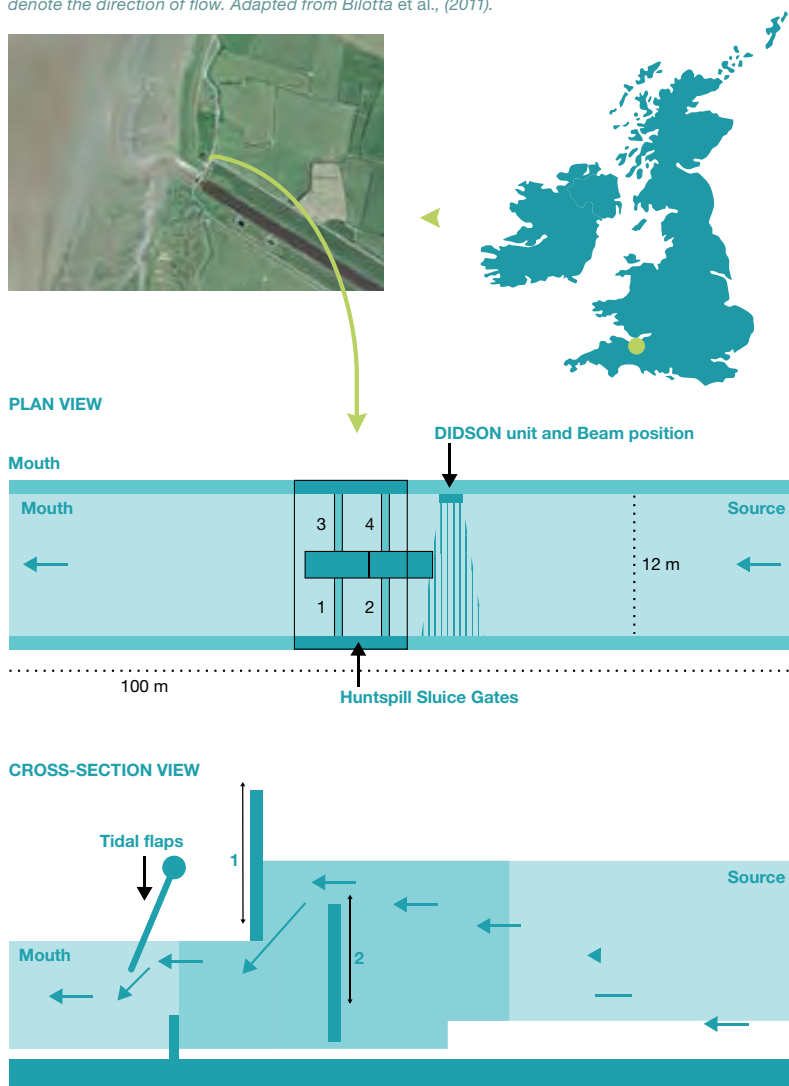 denote the direction of flow. Adapted from Bilotta et al., (2011).
PLAN VIEW
DIDSON unit and Beam position
Mouth
Mouth
Source
3
4
12 m
1
2
100 m
Huntspill Sluice Gates
CROSS-SECTION VIEW
Tidal flaps
1
Source
Mouth
2